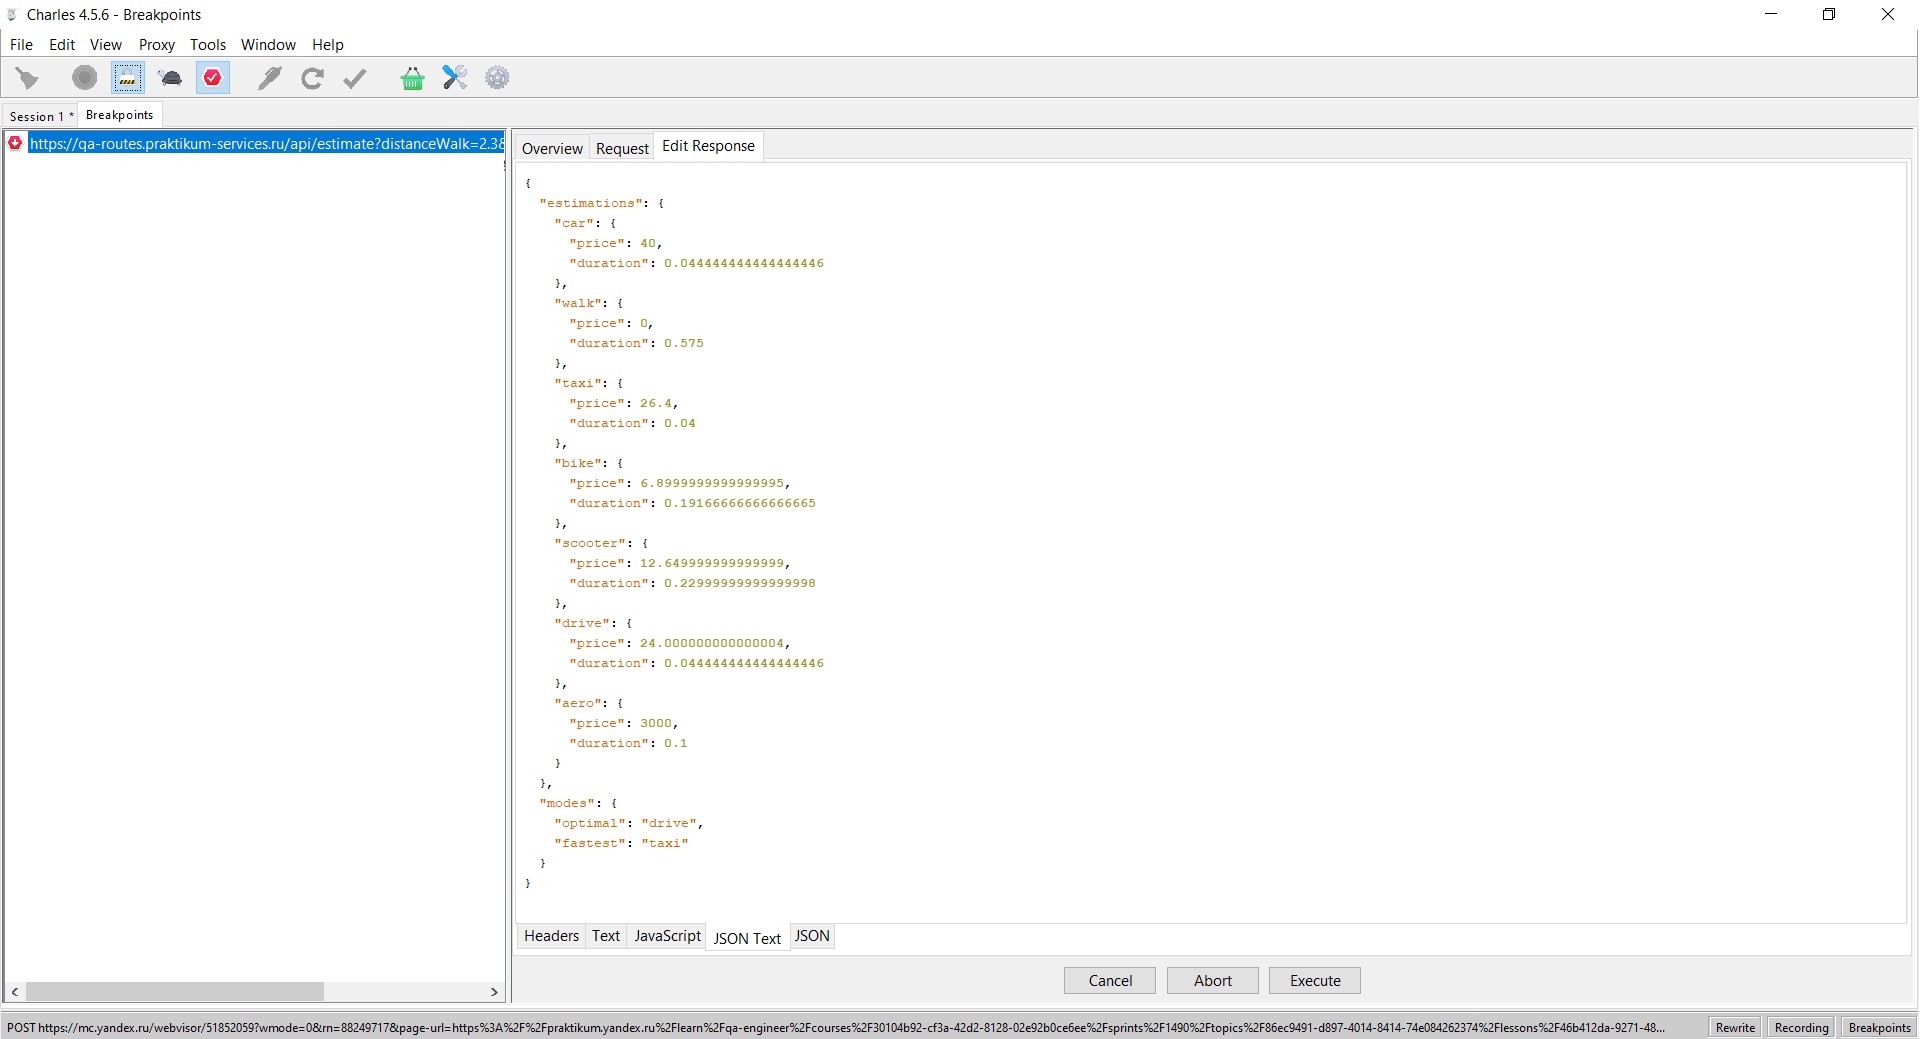 Charles 4.5.6 - Breakpoints
File Edit View Proxy Tools Window Help
Session 1 * Breakpoints
https://qa-routes.praktikum-services.ru/api/estimate?distanceWalk=2.3&
Overview Request Edit Response
{
"estimations": {
"car": {
"price": 40,
"duration": 0.044444444444444446
},
"walk": {
"price": 0,
"duration": 0.575
},
"taxi": {
"price": 26.4,
"duration": 0.04
},
"bike": {
"price": 6.8999999999999995,
"duration": 0.19166666666666665
},
"scooter": {
"price": 12.649999999999999,
"duration": 0.22999999999999998
},
"drive": {
"price": 24.000000000000004,
"duration": 0.044444444444444446
},
"aero": {
"price": 3000,
"duration": 0.1
}
},
"modes": {
"optimal": "drive",
"fastest": "taxi"
}
}
Headers Text JavaScript JSON Text JSON
Cancel Abort Execute
POST https://mc.yandex.ru/webvisor/51852059?wmode=0&rn=88249717&page-url=https%3A%2F%2Fpraktikum.yandex.ru%2Flearn%2Fqa-engineer%2Fcourses%2F30104b92-cf3a-42d2-8128-02e92b0ce6ee%2Fsprints%2F1490%2Ftopics%2F86ec9491-d897-4014-8414-74e084262374%2Flessons%2F46b412da-9271-48... Rewrite Recording Breakpoints